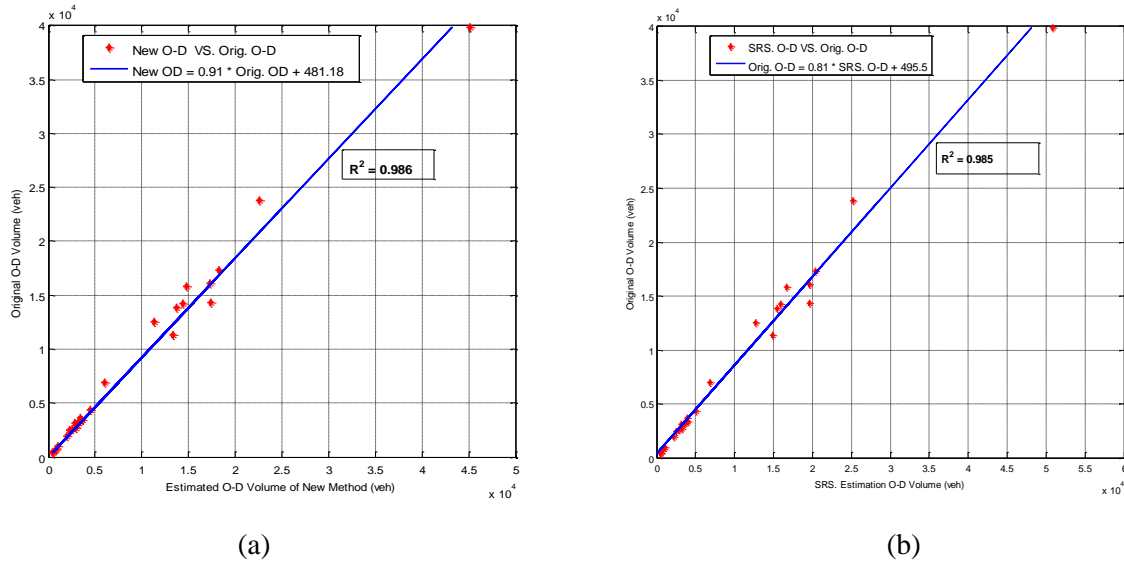 x 10^4
4
3.5
3
2.5
2
1.5
1
0.5
0
Original O-D Volume (veh)
New O-D VS. Orig. O-D
New OD = 0.91 * Orig. OD + 481.18
R^2 = 0.986
0 0.5 1 1.5 2 2.5 3 3.5 4 4.5 5
x 10^4
Estimated O-D Volume of New Method (veh)
(a)
x 10^4
4
3.5
3
2.5
2
1.5
1
0.5
0
Original O-D Volume (veh)
SRS. O-D VS. Orig. O-D
Orig. O-D = 0.81 * SRS. O-D + 495.5
R^2 = 0.985
0 0.5 1 1.5 2 2.5 3 3.5 4 4.5 5 5.5 6
x 10^4
SRS. Estimation O-D Volume (veh)
(b)